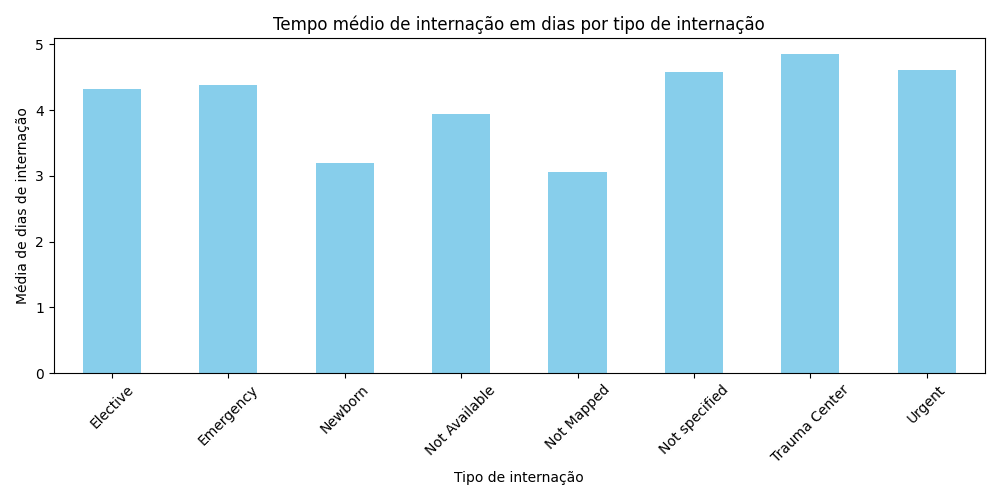 Tempo médio de internação em dias por tipo de internação
Média de dias de internação
5
4
3
2
1
0
Elective
Emergency
Newborn
Not Available
Not Mapped
Not specified
Trauma Center
Urgent
Tipo de internação